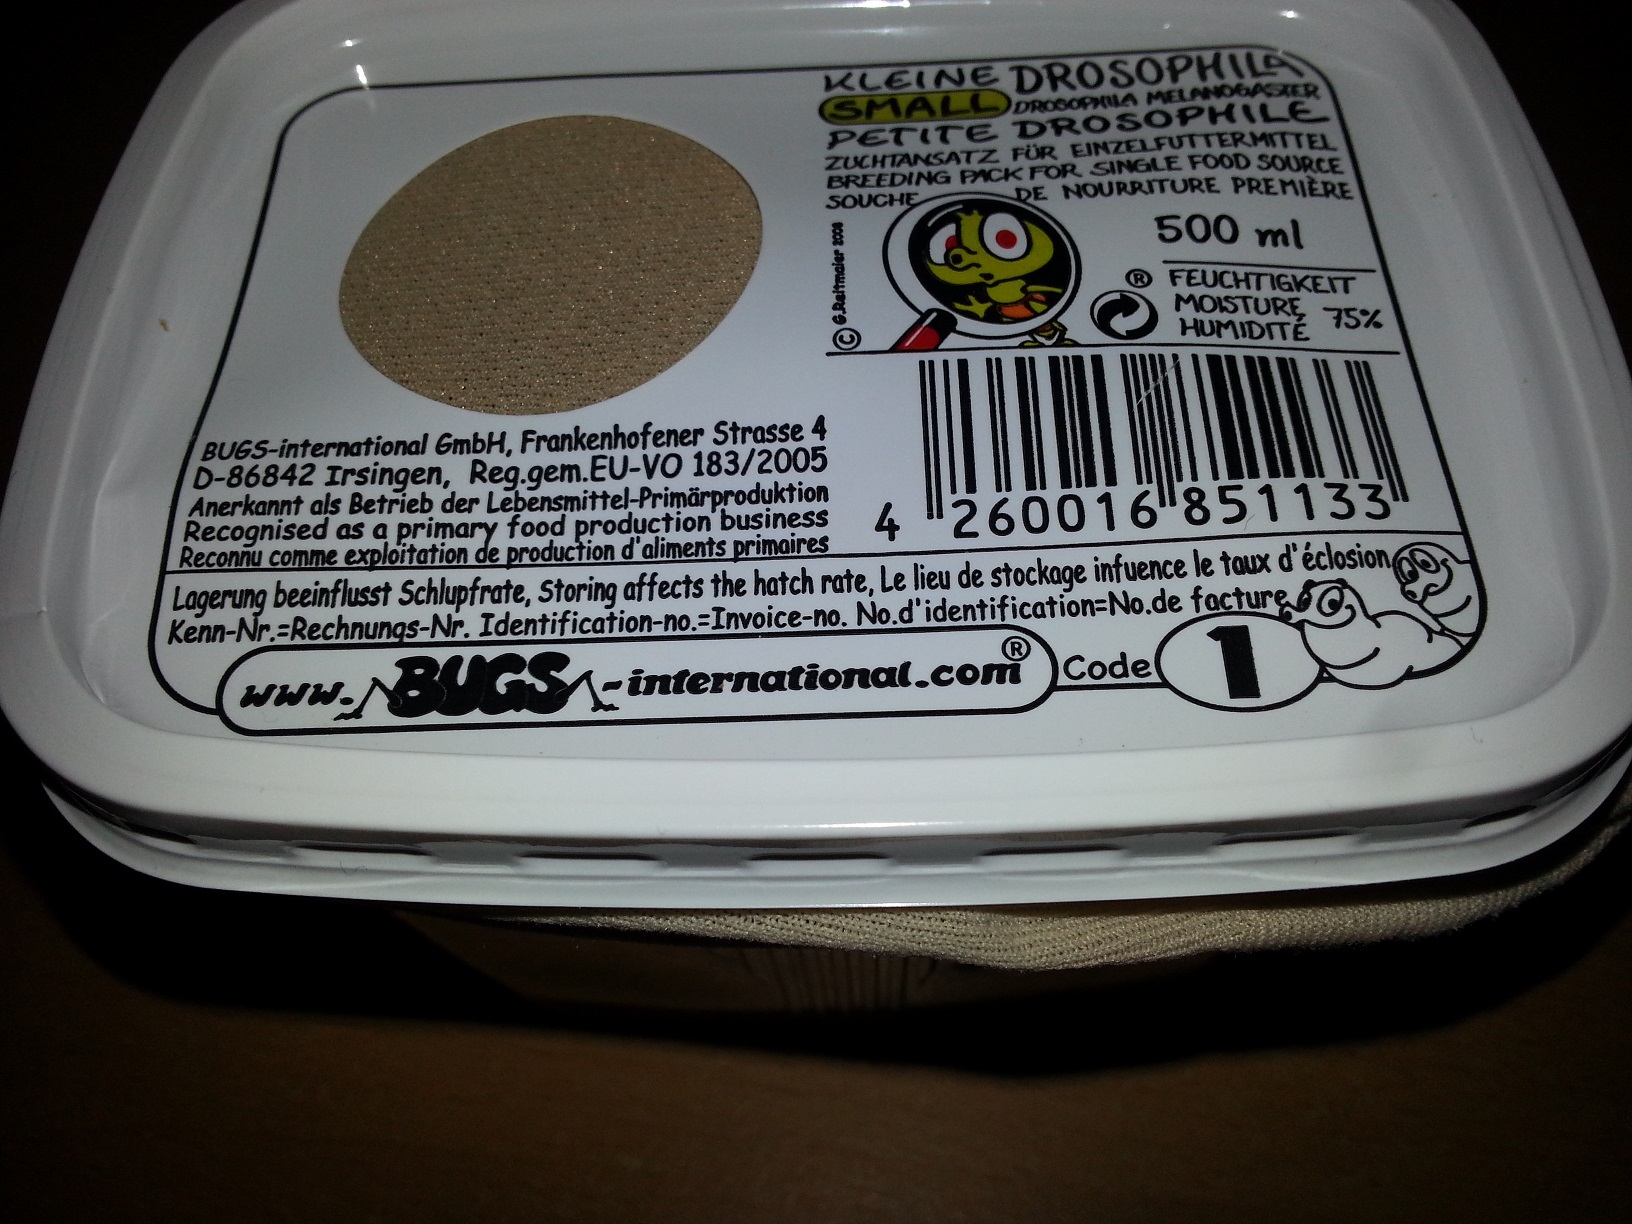 KLEINE DROSOPHILA
SMALL DROSOPHILA MELANOGASTER
PETITE DROSOPHILE
ZUCHTANSATZ FÜR EINZELFUTTERMITTEL
BREEDING PACK FOR SINGLE FOOD SOURCE
SOUCHE DE NOURRITURE PREMIÈRE
500 ml
© G.Reitmaier 2008
® FEUCHTIGKEIT
MOISTURE
HUMIDITÉ 75%
4 260016 851133
BUGS-international GmbH, Frankenhofener Strasse 4
D-86842 Irsingen, Reg.gem.EU-VO 183/2005
Anerkannt als Betrieb der Lebensmittel-Primärproduktion
Recognised as a primary food production business
Reconnu comme exploitation de production d'aliments primaires
Lagerung beeinflusst Schlupfrate, Storing affects the hatch rate, Le lieu de stockage infuence le taux d'éclosion
Kenn-Nr.=Rechnungs-Nr. Identification-no.=Invoice-no. No.d'identification=No.de facture
www.BUGS-international.com® Code 1